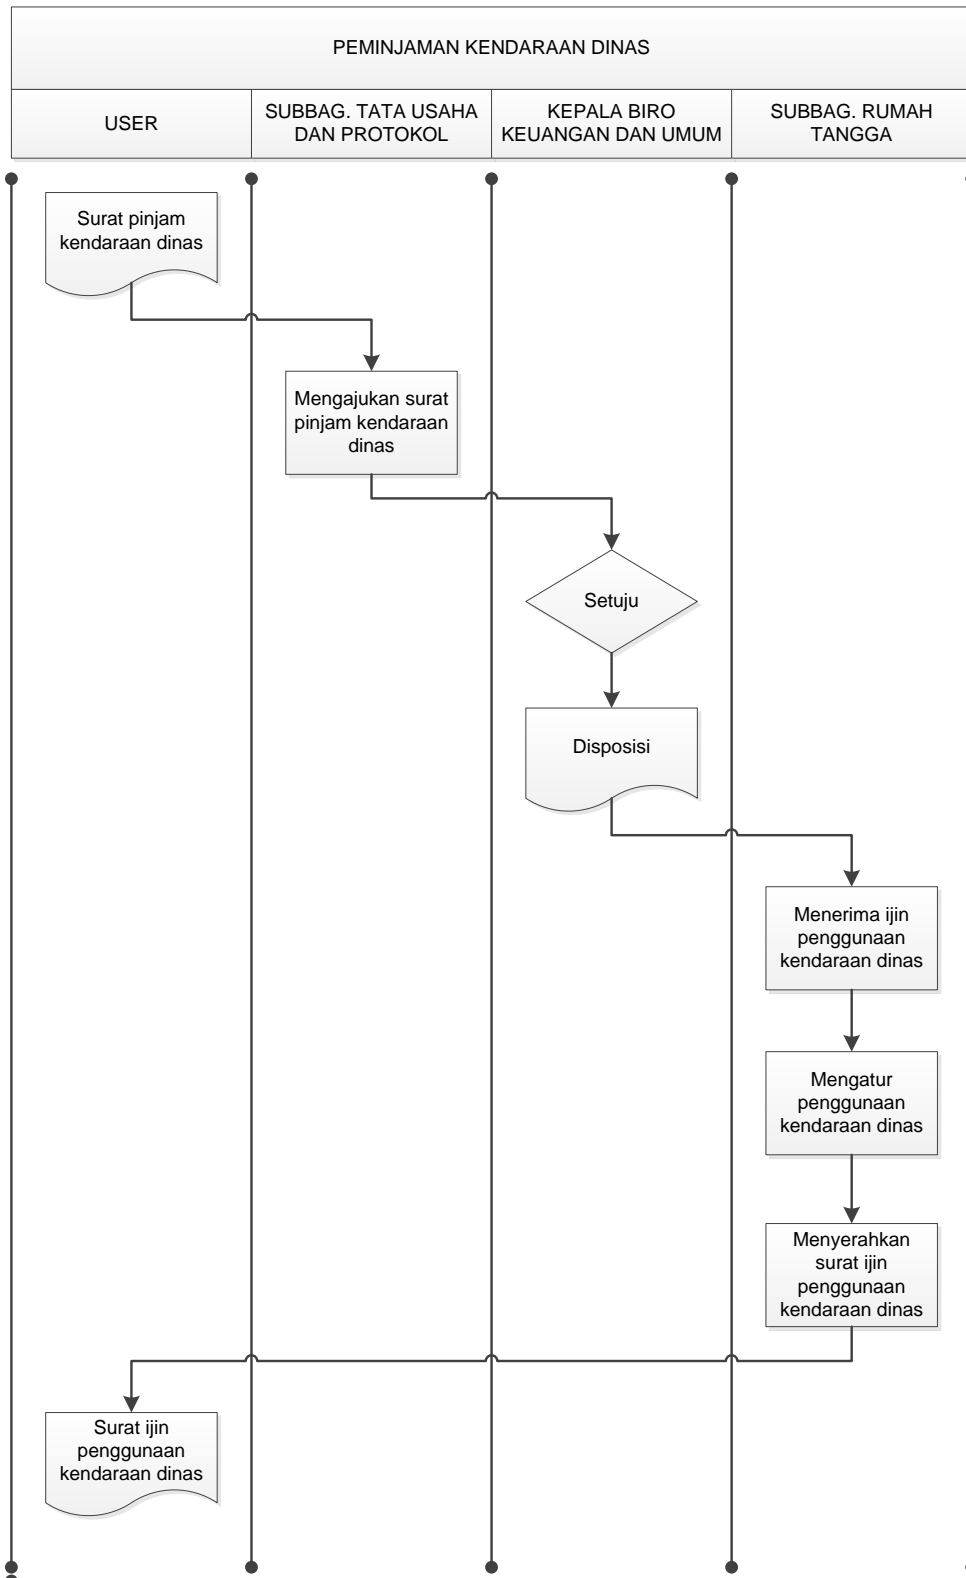 PEMINJAMAN KENDARAAN DINAS
USER
SUBBAG. TATA USAHA
DAN PROTOKOL
KEPALA BIRO
KEUANGAN DAN UMUM
SUBBAG. RUMAH
TANGGA
Surat pinjam
kendaraan dinas
Mengajukan surat
pinjam kendaraan
dinas
Setuju
Disposisi
Menerima ijin
penggunaan
kendaraan dinas
Mengatur
penggunaan
kendaraan dinas
Menyerahkan
surat ijin
penggunaan
kendaraan dinas
Surat ijin
penggunaan
kendaraan dinas